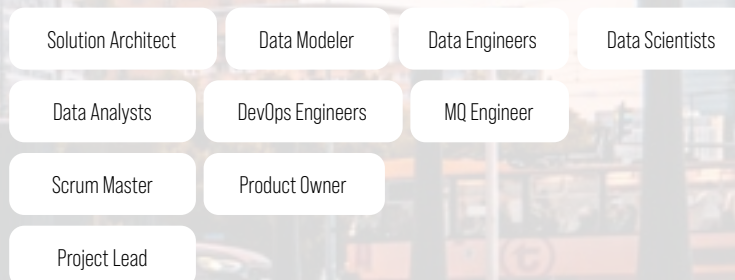 Solution Architect Data Modeler Data Engineers Data Scientists
Data Analysts DevOps Engineers MQ Engineer
Scrum Master Product Owner
Project Lead